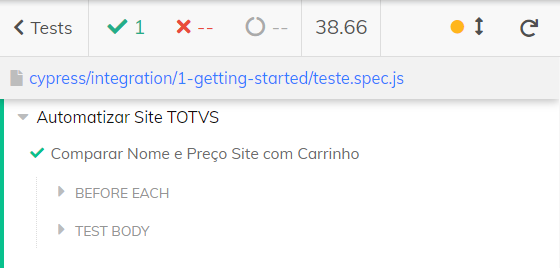 Tests 1 -- -- 38.66
cypress/integration/1-getting-started/teste.spec.js
Automatizar Site TOTVS
Comparar Nome e Preço Site com Carrinho
BEFORE EACH
TEST BODY